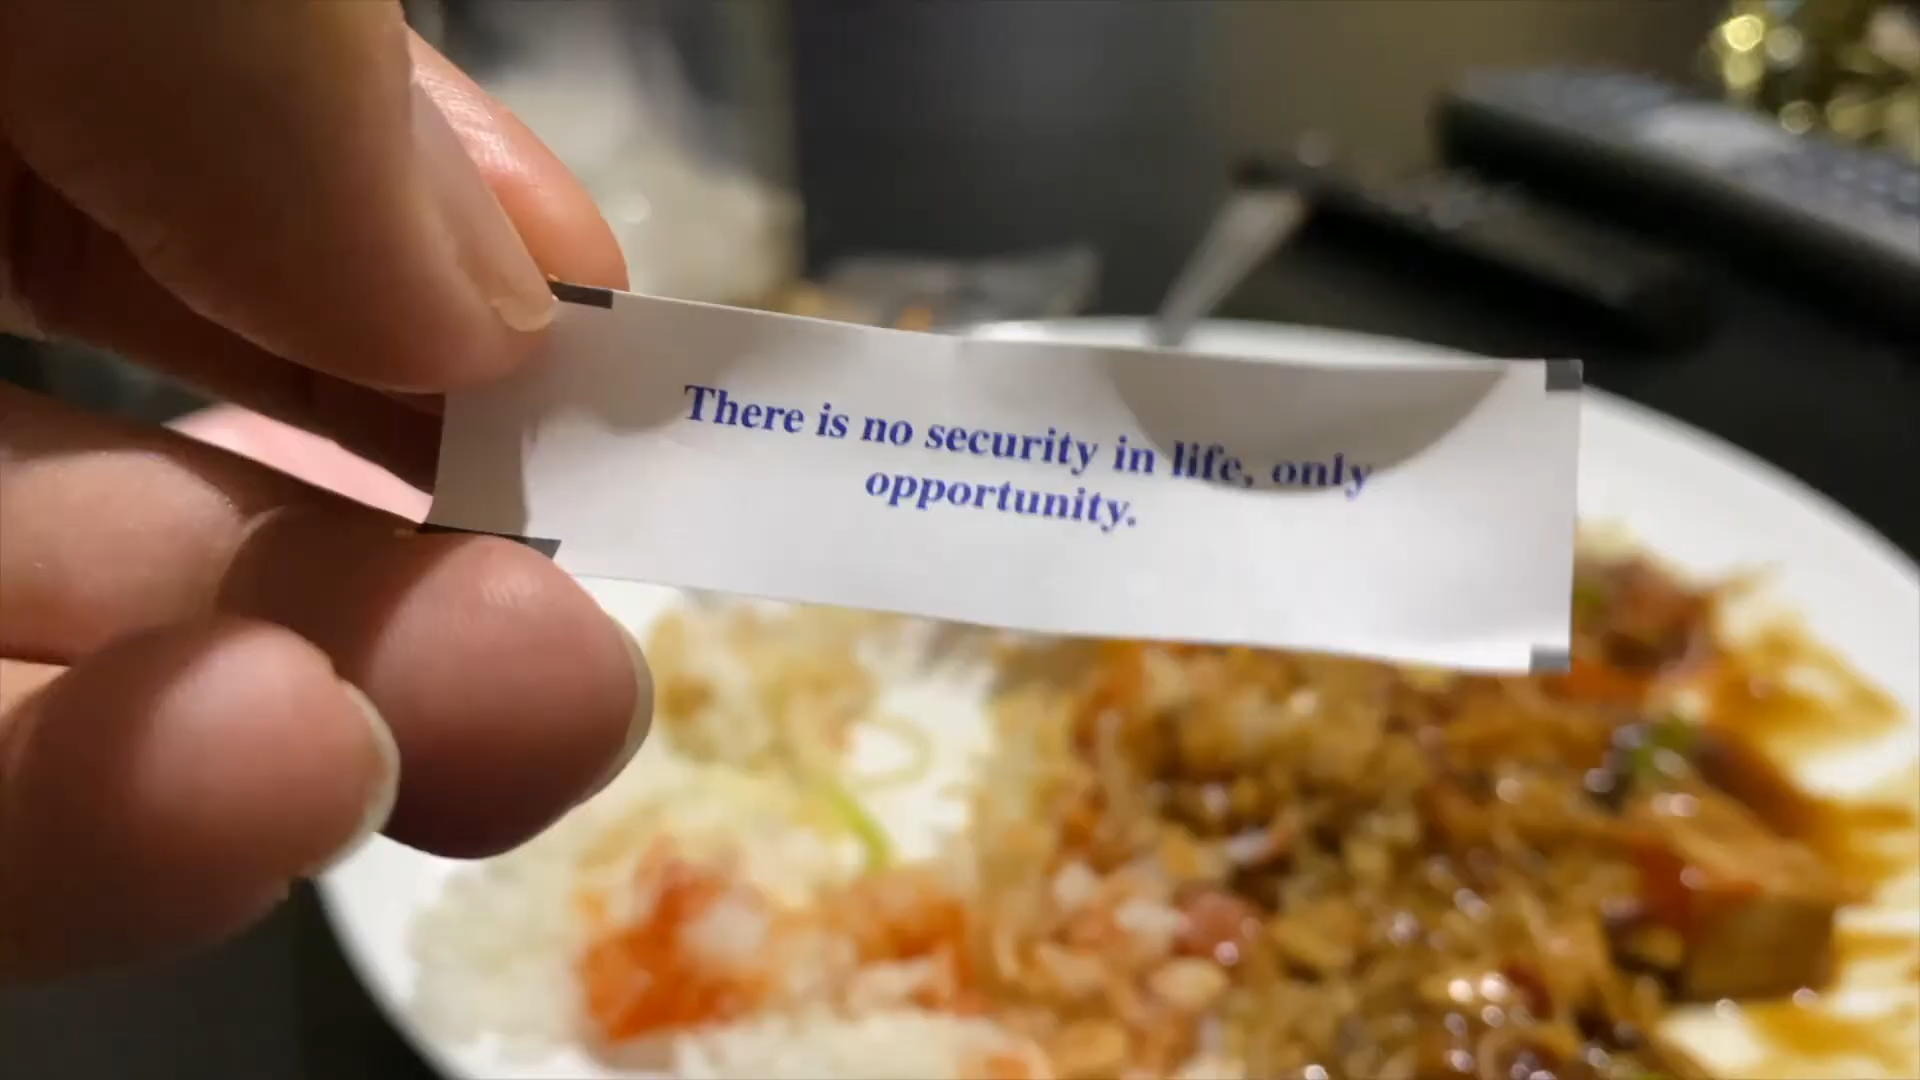 There is no security in life, only
opportunity.